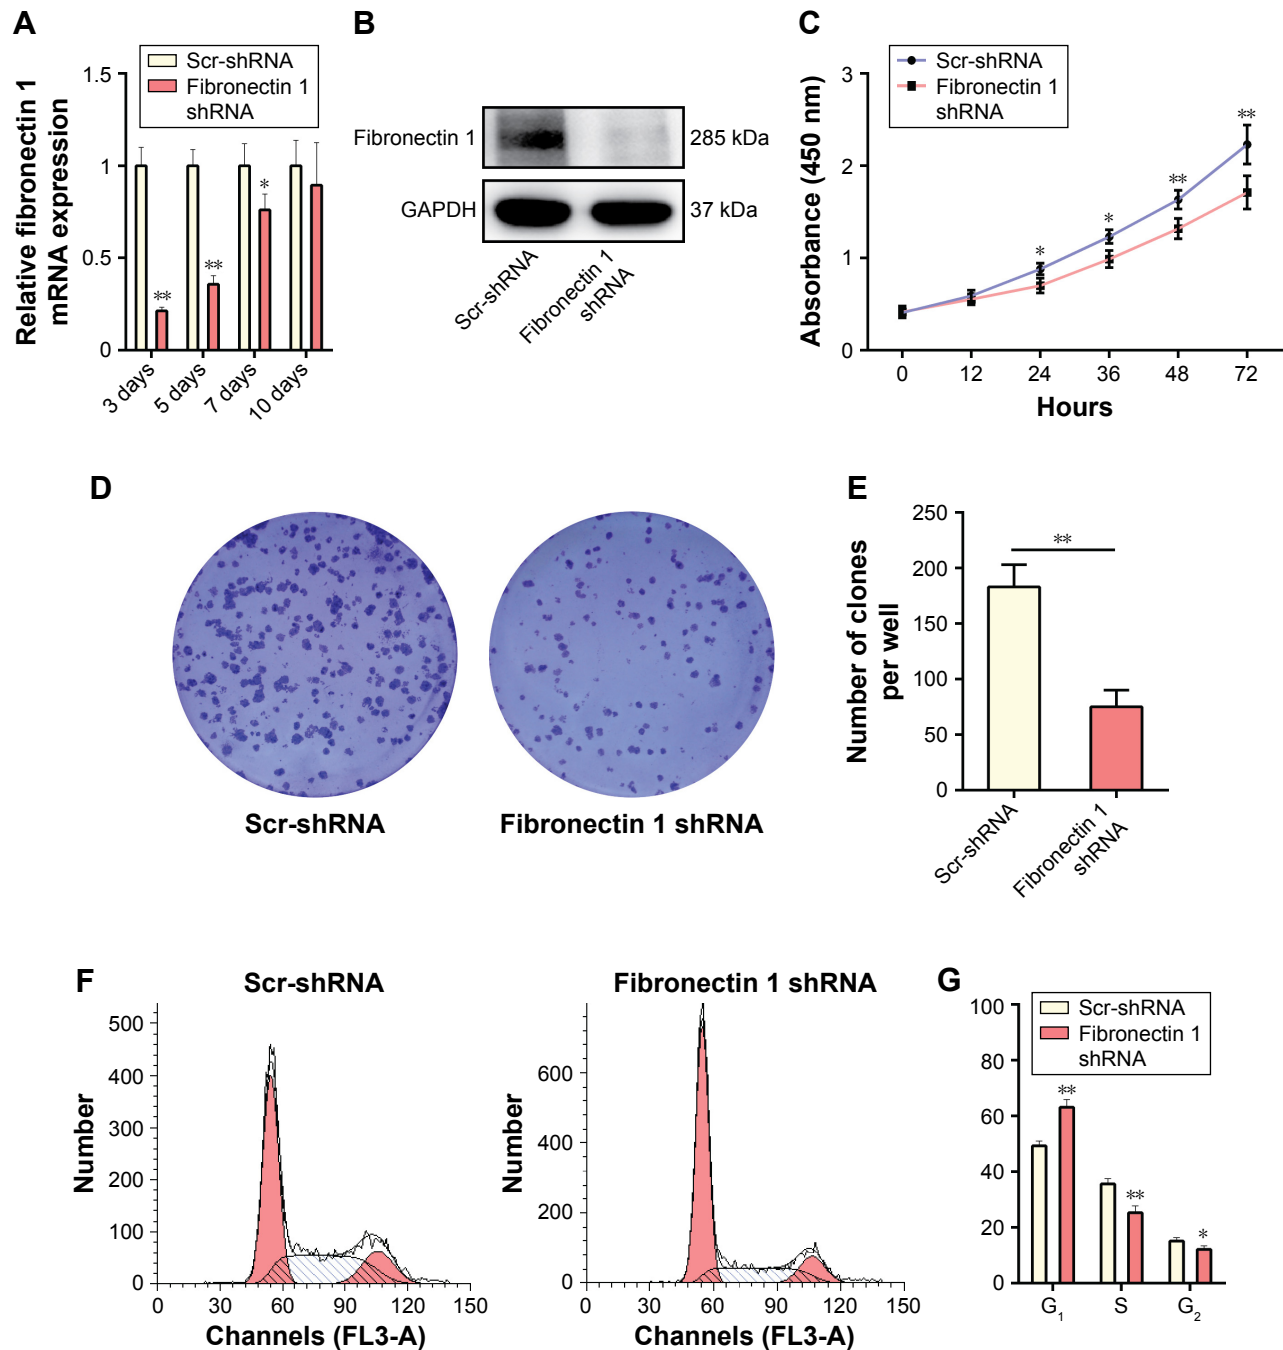 A
Scr-shRNA
Fibronectin 1
shRNA
Relative fibronectin 1
mRNA expression
1.5
1
0.5
0
**
**
*
3 days
5 days
7 days
10 days
B
Fibronectin 1
285 kDa
GAPDH
37 kDa
Scr-shRNA
Fibronectin 1
shRNA
C
Scr-shRNA
Fibronectin 1
shRNA
Absorbance (450 nm)
3
2
1
0
*
*
**
**
0 12 24 36 48 72
Hours
D
Scr-shRNA
Fibronectin 1 shRNA
E
Number of clones
per well
250
200
150
100
50
0
**
Scr-shRNA
Fibronectin 1
shRNA
F
Scr-shRNA
Number
500
400
300
200
100
0
0 30 60 90 120 150
Channels (FL3-A)
Fibronectin 1 shRNA
Number
600
400
200
0
0 30 60 90 120 150
Channels (FL3-A)
G
Scr-shRNA
Fibronectin 1
shRNA
100
80
60
40
20
0
**
**
*
G1 S G2